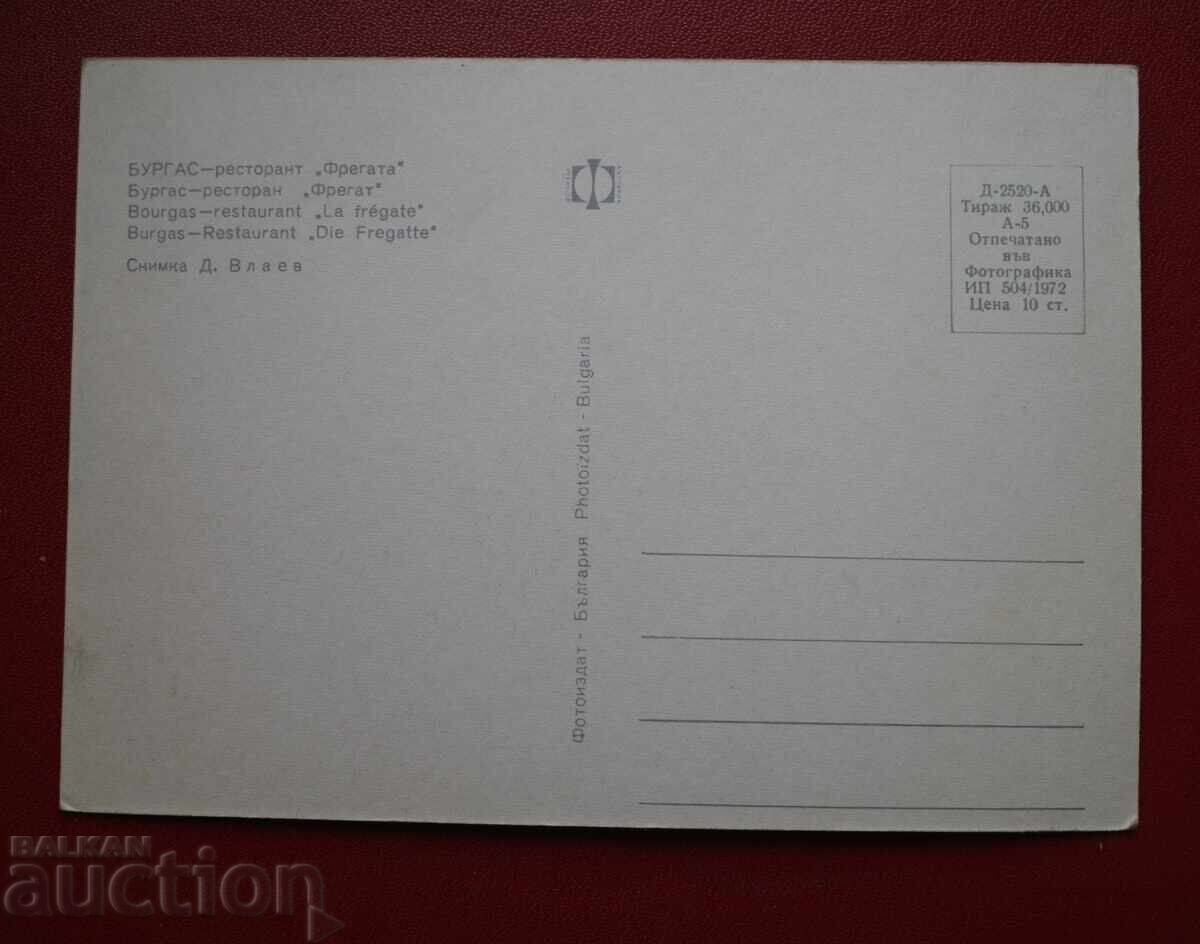 БУРГАС—ресторант „Фрегата"
Бургас—ресторан „Фрегат"
Bourgas—restaurant „La frégate"
Burgas—Restaurant „Die Fregatte"
Снимка Д. Влаев
Фотоиздат - България Photoizdat - Bulgaria
Д-2520-А
Тираж 36,000
А-5
Отпечатано
във
Фотографика
ИП 504/1972
Цена 10 ст.
BALKAN
auction